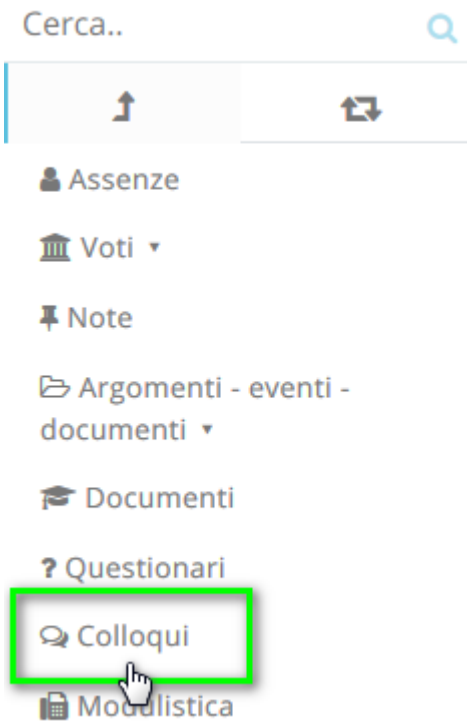 Cerca..
Assenze
Voti
Note
Argomenti - eventi -
documenti
Documenti
? Questionari
Colloqui
Modulistica